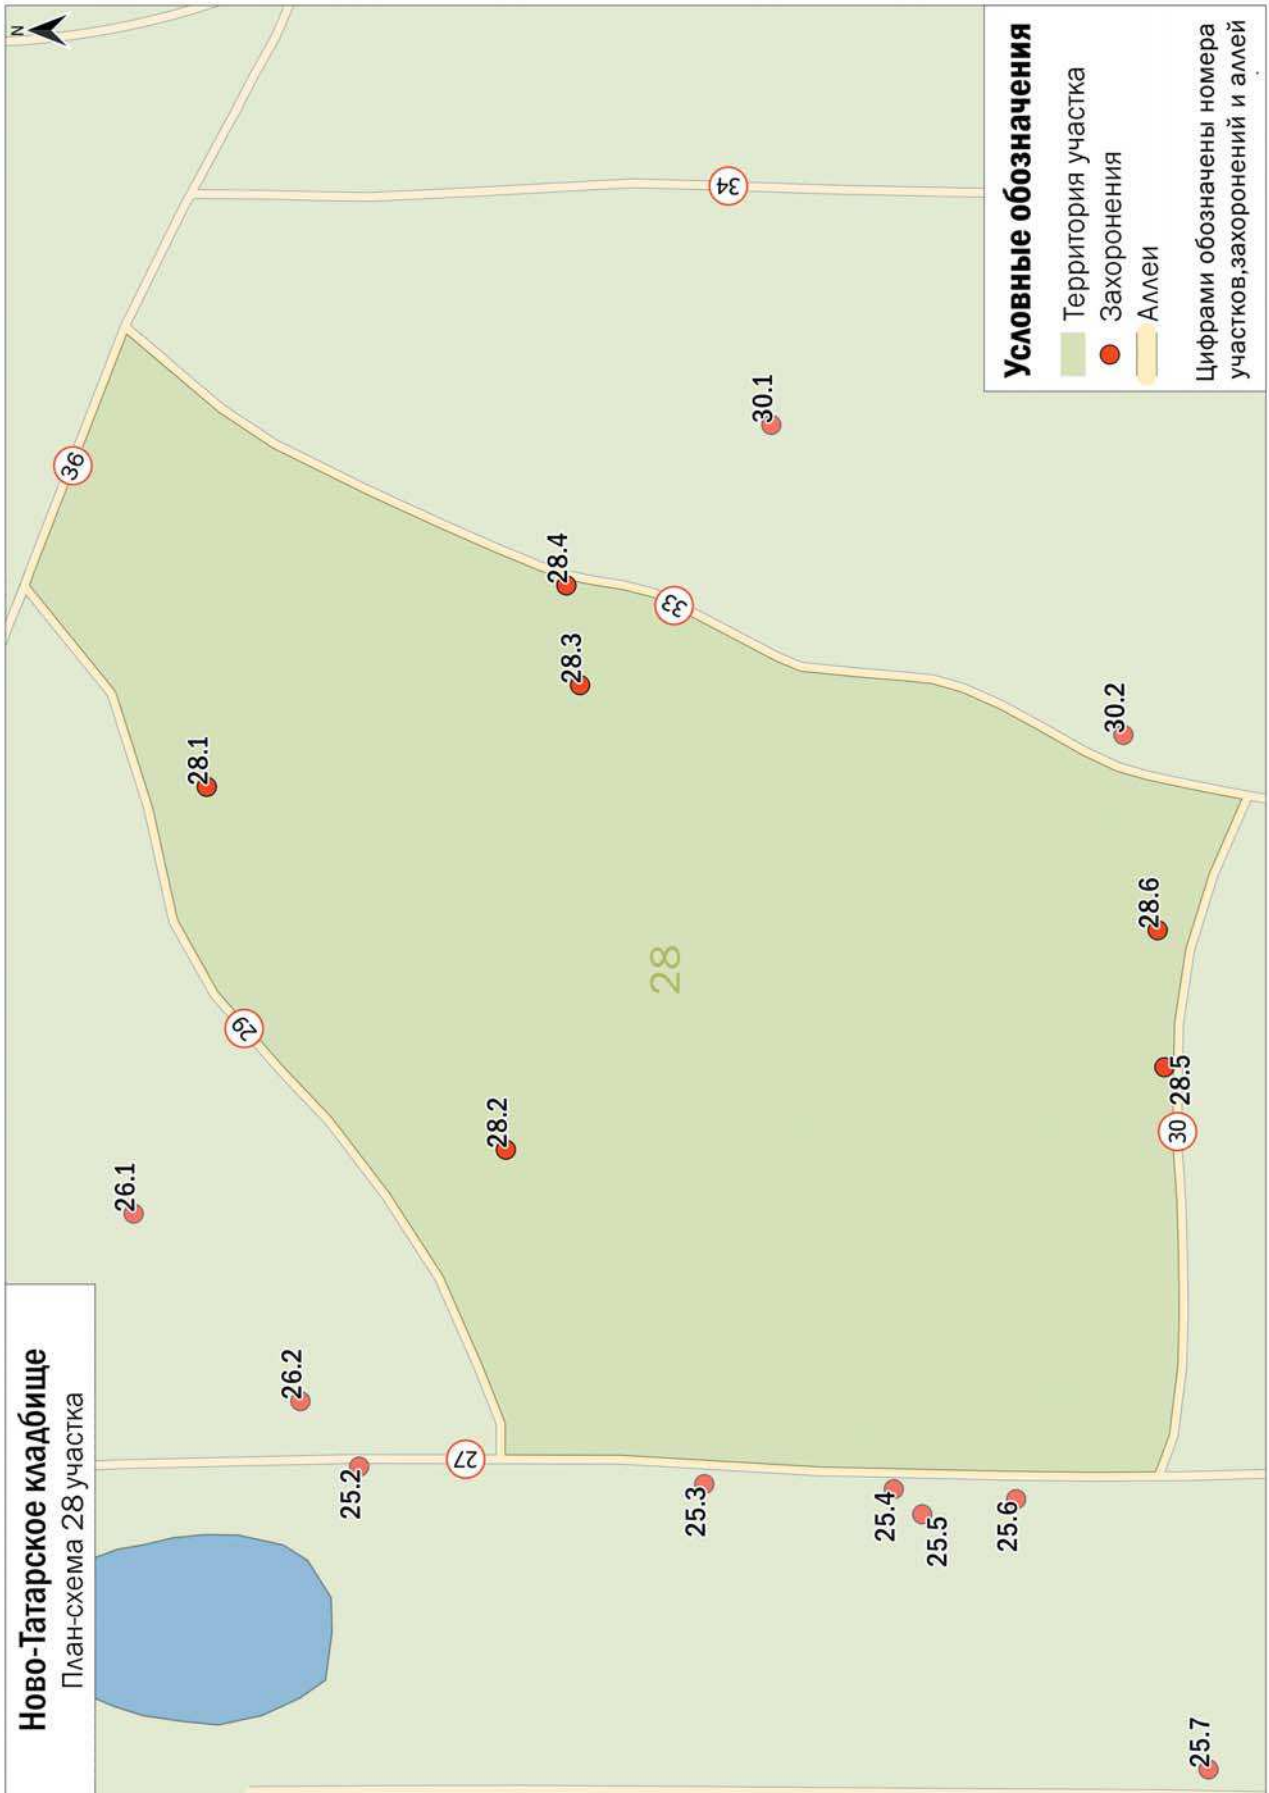 Ново-Татарское кладбище
План-схема 28 участка
N
36
29
27
33
34
30
28
28.1
28.2
28.3
28.4
28.5
28.6
26.1
26.2
25.2
25.3
25.4
25.5
25.6
25.7
30.1
30.2
Условные обозначения
Территория участка
Захоронения
Аллеи
Цифрами обозначены номера
участков,захоронений и аллей